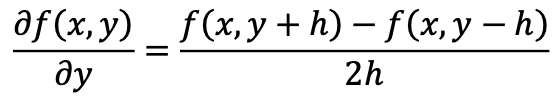 ∂f(x, y)/∂y = (f(x, y + h) − f(x, y − h))/2h